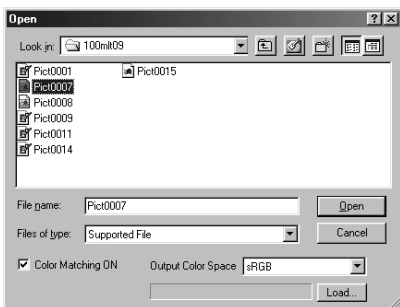 Open
Look in: 100mlt09
Pict0001
Pict0007
Pict0008
Pict0009
Pict0011
Pict0014
Pict0015
File name: Pict0007 Open
Files of type: Supported File Cancel
Color Matching ON Output Color Space sRGB
Load...